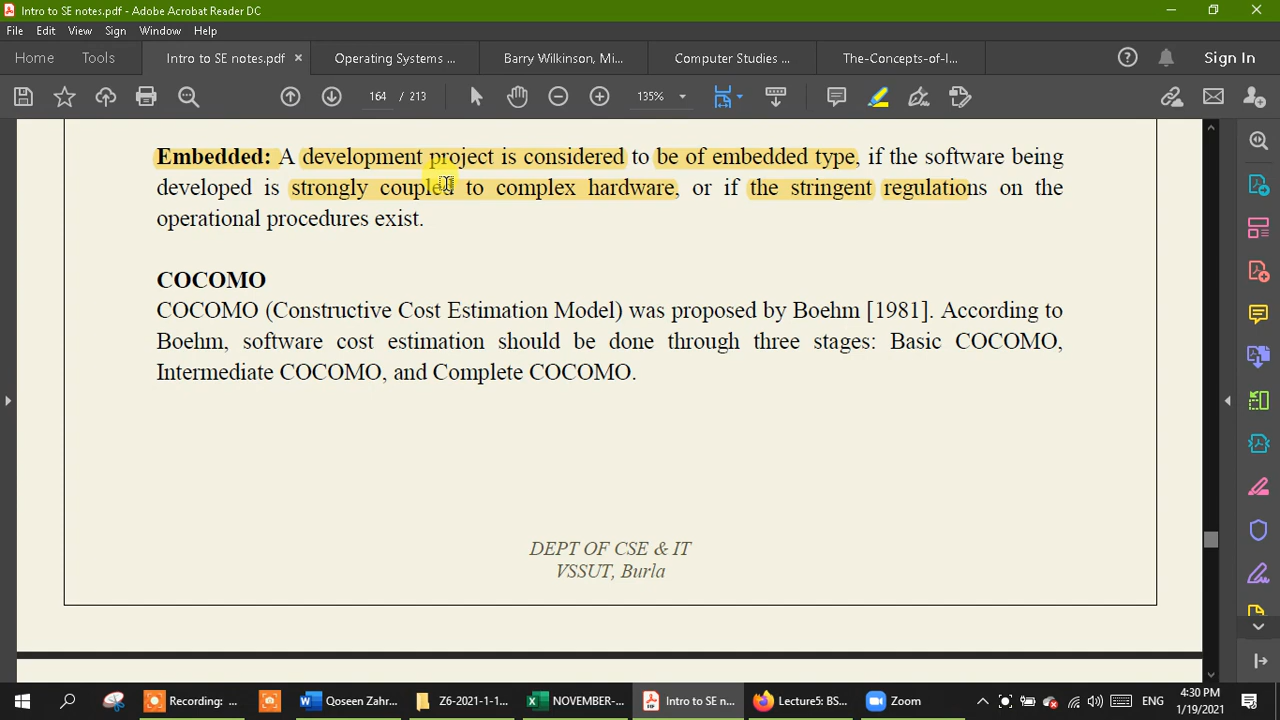 Intro to SE notes.pdf - Adobe Acrobat Reader DC
File Edit View Sign Window Help
Home Tools Intro to SE notes.pdf × Operating Systems ... Barry Wilkinson, Mi... Computer Studies ... The-Concepts-of-I... Sign In
164 / 213 135%
Embedded: A development project is considered to be of embedded type, if the software being
developed is strongly coupled to complex hardware, or if the stringent regulations on the
operational procedures exist.
COCOMO
COCOMO (Constructive Cost Estimation Model) was proposed by Boehm [1981]. According to
Boehm, software cost estimation should be done through three stages: Basic COCOMO,
Intermediate COCOMO, and Complete COCOMO.
DEPT OF CSE & IT
VSSUT, Burla
Recording: ... Qoseen Zahr... Z6-2021-1-1... NOVEMBER-... Intro to SE n... Lecture5: BS... Zoom ENG 4:30 PM
1/19/2021